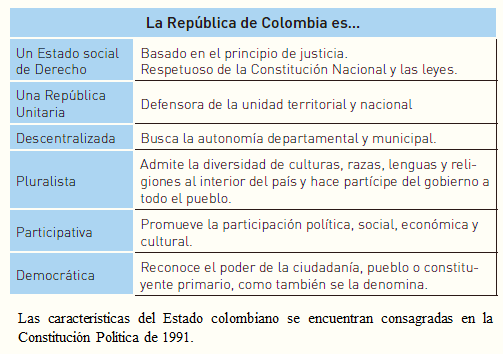 La República de Colombia es...
Un Estado social
de Derecho
Basado en el principio de justicia.
Respetuoso de la Constitución Nacional y las leyes.
Una República
Unitaria
Defensora de la unidad territorial y nacional
Descentralizada
Busca la autonomía departamental y municipal.
Pluralista
Admite la diversidad de culturas, razas, lenguas y reli-
giones al interior del país y hace partícipe del gobierno a
todo el pueblo.
Participativa
Promueve la participación política, social, económica y
cultural.
Democrática
Reconoce el poder de la ciudadanía, pueblo o constitu-
yente primario, como también se la denomina.
Las características del Estado colombiano se encuentran consagradas en la
Constitución Política de 1991.